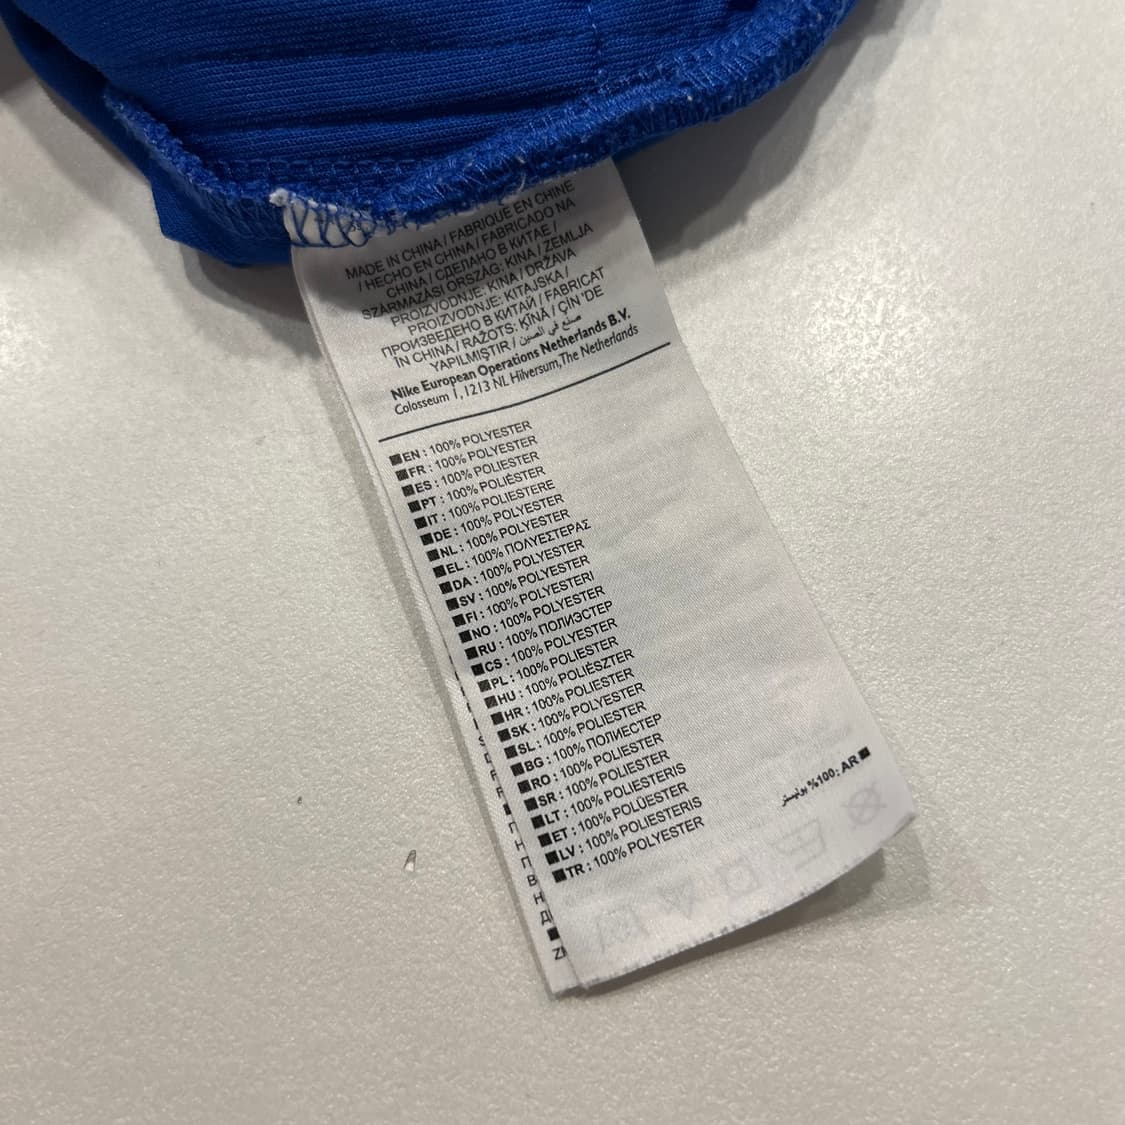 MADE IN CHINA / FABRIQUÉ EN CHINE
/ HECHO EN CHINA / FABRICADO NA
CHINA / СДЕЛАНО В КИТАЕ /
SZÁRMAZÁSI ORSZÁG: KÍNA / ZEMLJA
PROIZVODNJE: KINA / DRŽAVA
PROIZVODNJE: KITAJSKA /
ПРОИЗВЕДЕНО В КИТАЙ / FABRICAT
ÎN CHINA / RAŽOTS: ĶĪNĀ / ÇİN 'DE
YAPILMIŞTIR / صنع في الصين
Nike European Operations Netherlands B.V.
Colosseum 1, 1213 NL Hilversum, The Netherlands
EN : 100% POLYESTER
FR : 100% POLYESTER
ES : 100% POLIESTER
PT : 100% POLIÉSTER
IT : 100% POLIESTERE
DE : 100% POLYESTER
NL : 100% POLYESTER
EL : 100% ΠΟΛΥΕΣΤΕΡΑΣ
DA : 100% POLYESTER
SV : 100% POLYESTER
FI : 100% POLYESTERI
NO : 100% POLYESTER
RU : 100% ПОЛИЭСТЕР
CS : 100% POLYESTER
PL : 100% POLIESTER
HU : 100% POLIÉSZTER
HR : 100% POLIESTER
SK : 100% POLYESTER
SL : 100% POLIESTER
BG : 100% ПОЛИЕСТЕР
RO : 100% POLIESTER
SR : 100% POLIESTER
LT : 100% POLIESTERIS
ET : 100% POLÜESTER
LV : 100% POLIESTERIS
TR : 100% POLYESTER
AR :100% بوليستر